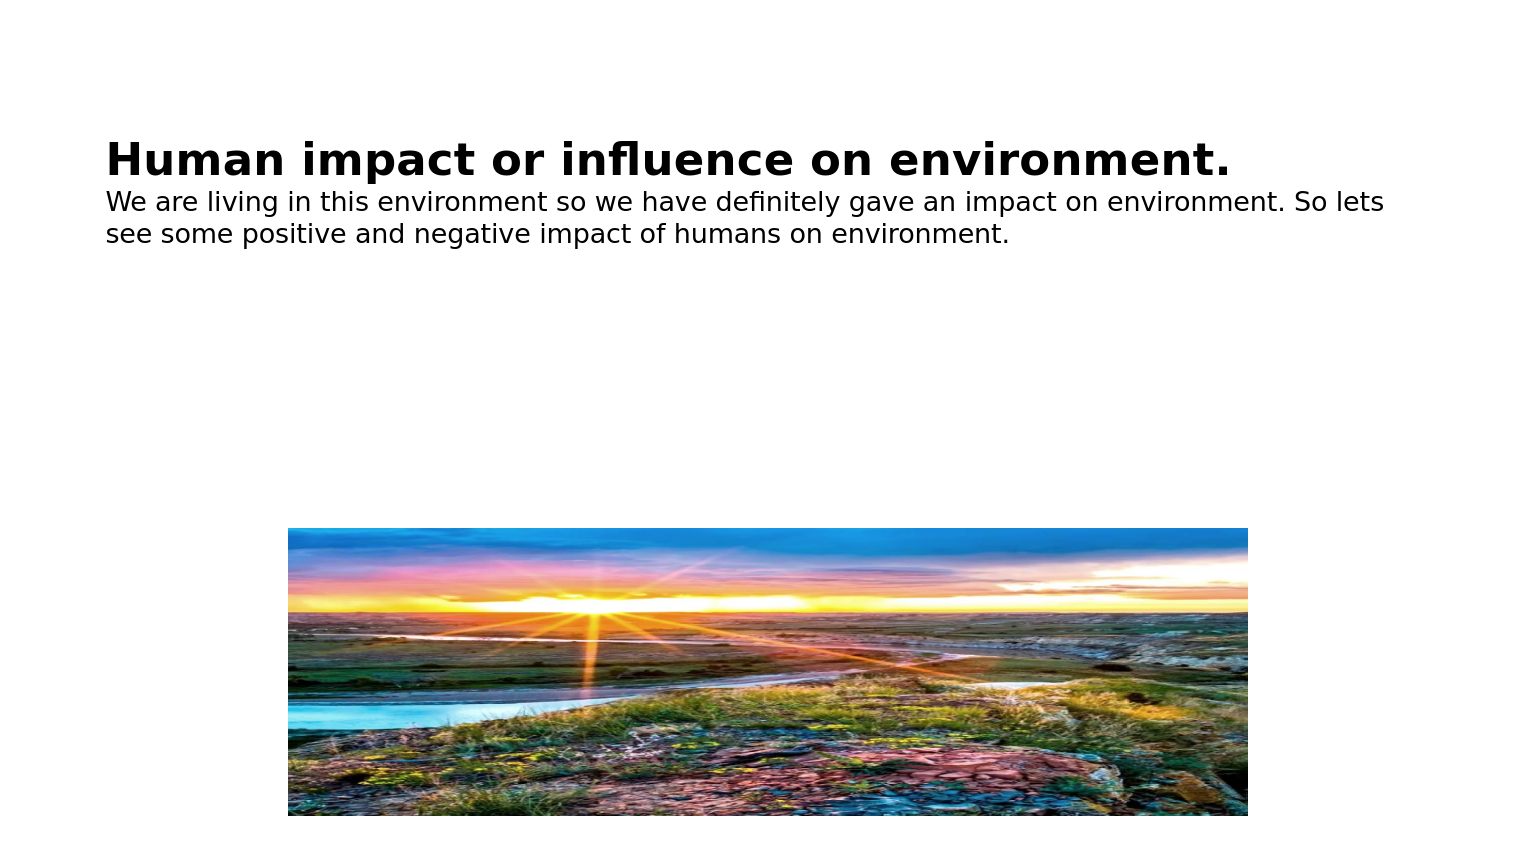 Human impact or influence on environment.
We are living in this environment so we have definitely gave an impact on environment. So lets
see some positive and negative impact of humans on environment.